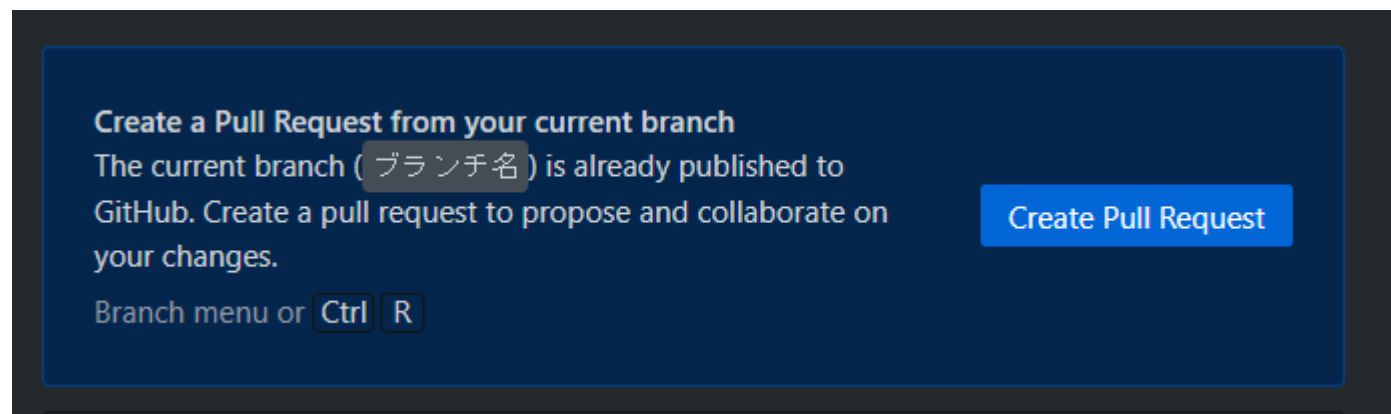 Create a Pull Request from your current branch
The current branch ( ブランチ名 ) is already published to
GitHub. Create a pull request to propose and collaborate on
your changes.
Branch menu or Ctrl R
Create Pull Request